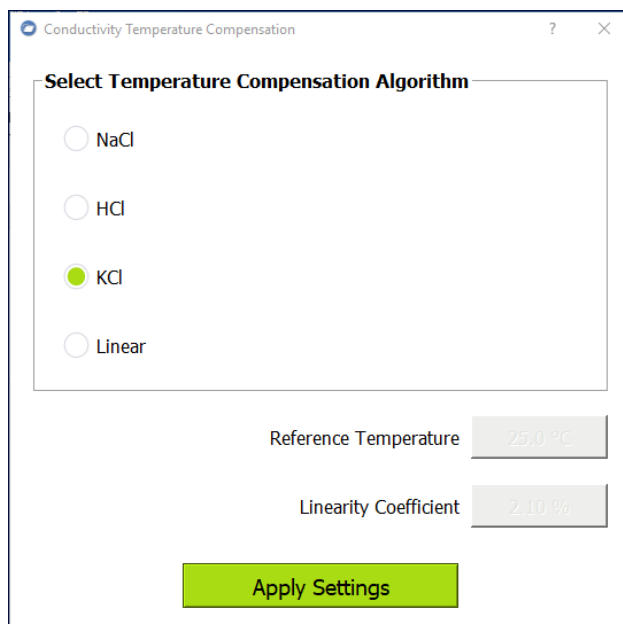 Conductivity Temperature Compensation
Select Temperature Compensation Algorithm
NaCl
HCl
KCl
Linear
Reference Temperature 25.0 °C
Linearity Coefficient 2.10 %
Apply Settings